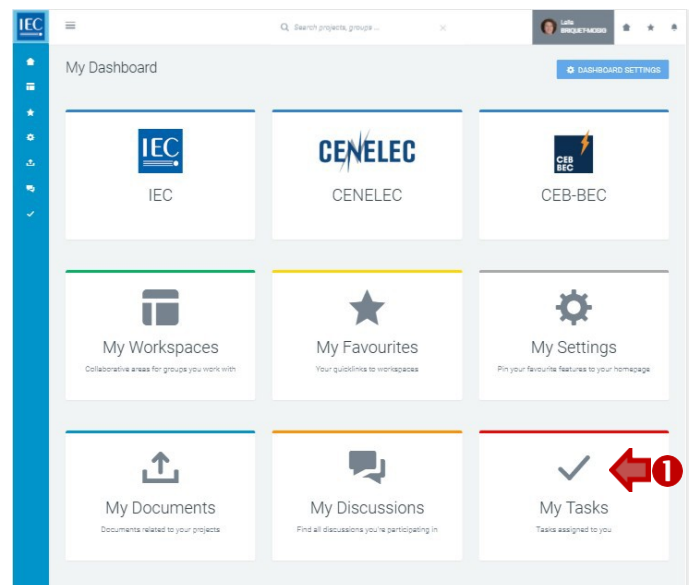 IEC
Search projects, groups ...
Laila
BRIQUET-MOSIG
My Dashboard
DASHBOARD SETTINGS
IEC
CENELEC
CEB
BEC
IEC
CENELEC
CEB-BEC
My Workspaces
My Favourites
My Settings
Collaborative areas for groups you work with
Your quicklinks to workspaces
Pin your favourite features to your homepage
1
My Documents
My Discussions
My Tasks
Documents related to your projects
Find all discussions you're participating in
Tasks assigned to you